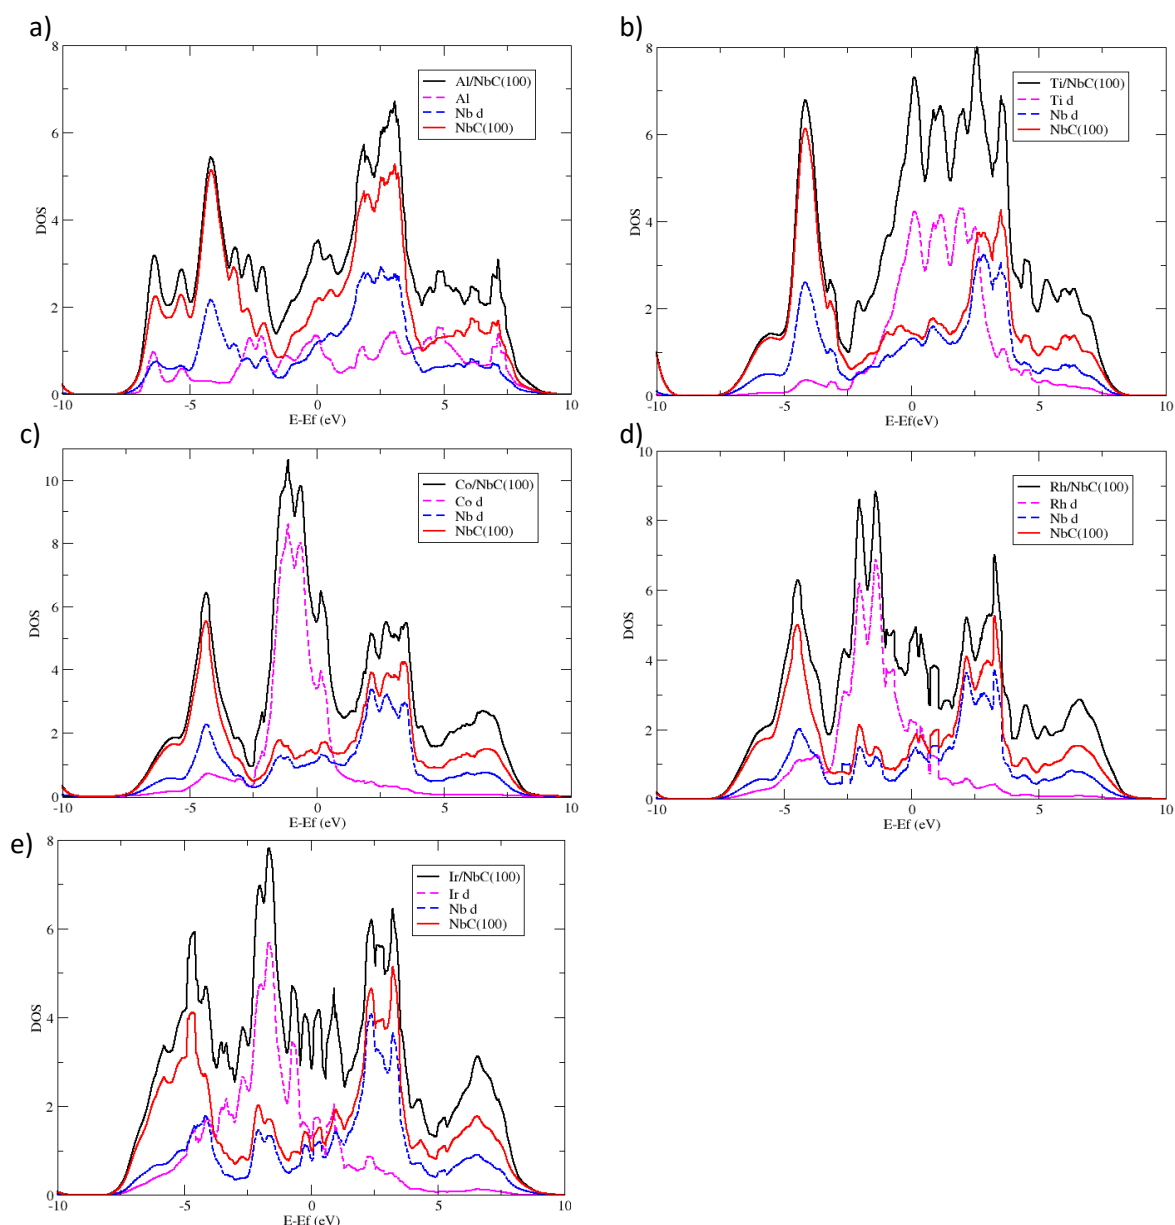 a)
8
6
4
2
0
DOS
Al/NbC(100)
Al
Nb d
NbC(100)
-10
-5
0
5
10
E-Ef (eV)
b)
8
6
4
2
0
DOS
Ti/NbC(100)
Ti d
Nb d
NbC(100)
-10
-5
0
5
10
E-Ef(eV)
c)
10
8
6
4
2
0
DOS
Co/NbC(100)
Co d
Nb d
NbC(100)
-10
-5
0
5
10
E-Ef (eV)
d)
10
8
6
4
2
0
DOS
Rh/NbC(100)
Rh d
Nb d
NbC(100)
-10
-5
0
5
10
E-Ef (eV)
e)
8
6
4
2
0
DOS
Ir/NbC(100)
Ir d
Nb d
NbC(100)
-10
-5
0
5
10
E-Ef (eV)